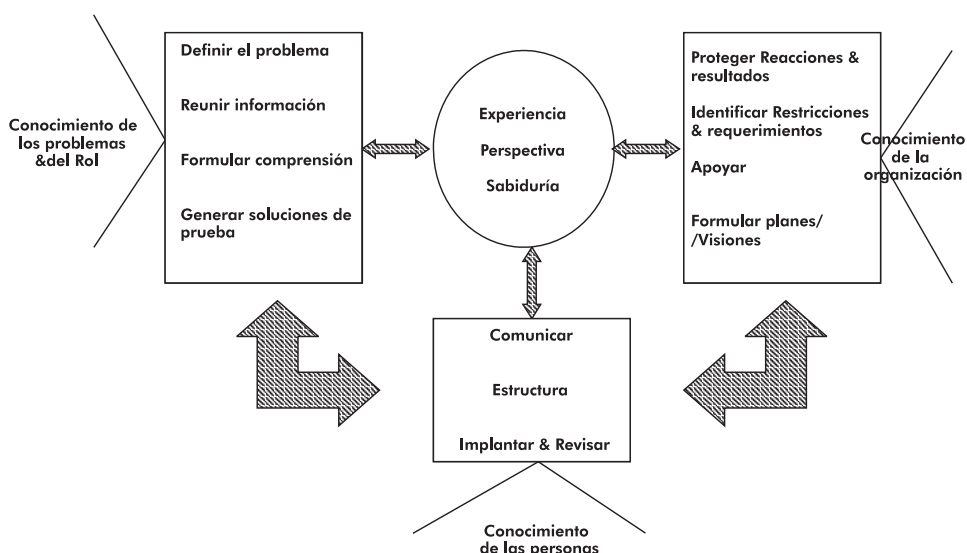 Conocimiento de
los problemas
&del Rol
Definir el problema
Reunir información
Formular comprensión
Generar soluciones de
prueba
Experiencia
Perspectiva
Sabiduría
Proteger Reacciones &
resultados
Identificar Restricciones
& requerimientos
Apoyar
Formular planes/
/Visiones
Conocimiento
de la
organización
Comunicar
Estructura
Implantar & Revisar
Conocimiento
de las personas